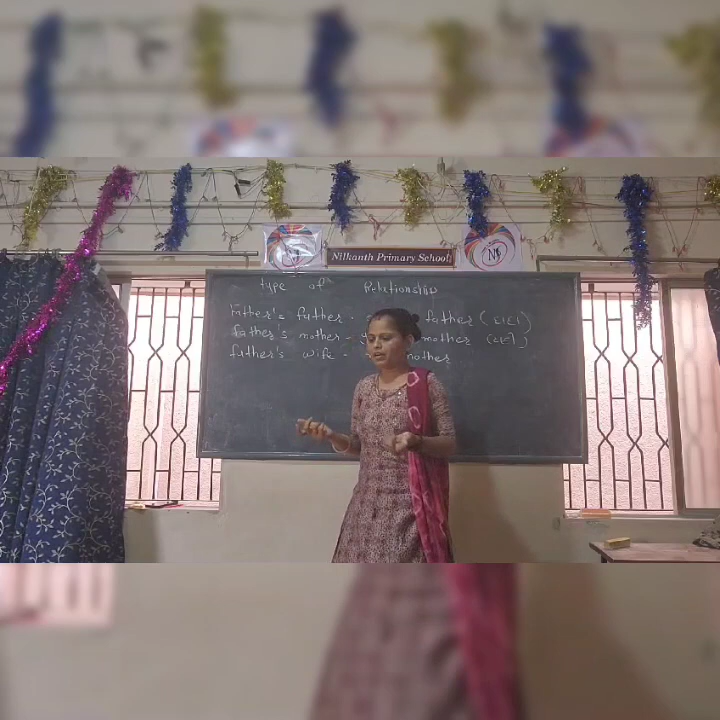 Nilkanth Primary School
type of Relationship
Father's father - father (દાદા)
father's mother - mother (દાદી)
father's wife - mother